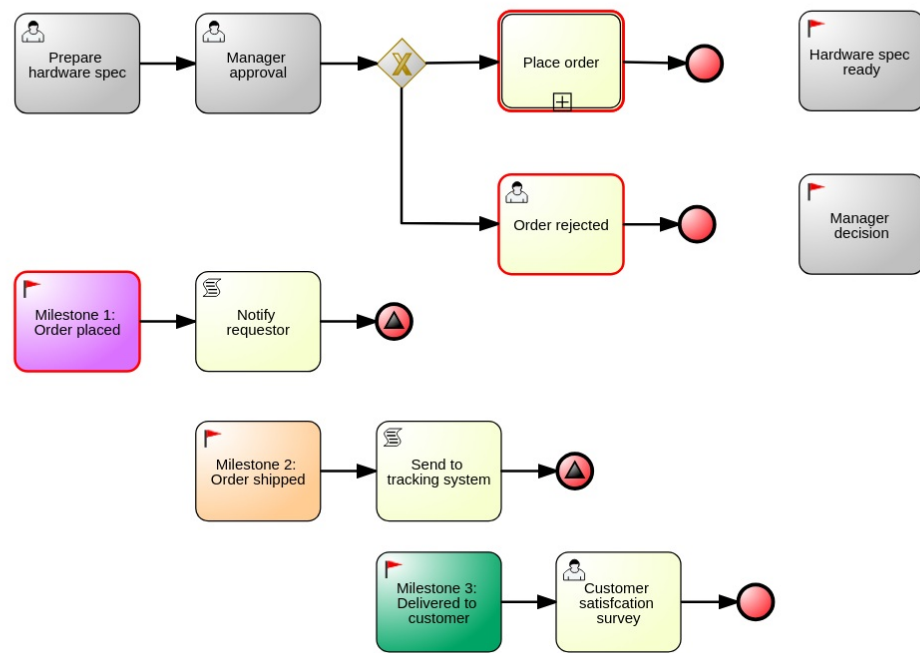 Prepare
hardware spec
Manager
approval
Place order
Hardware spec
ready
Order rejected
Manager
decision
Milestone 1:
Order placed
Notify
requestor
Milestone 2:
Order shipped
Send to
tracking system
Milestone 3:
Delivered to
customer
Customer
satisfcation
survey